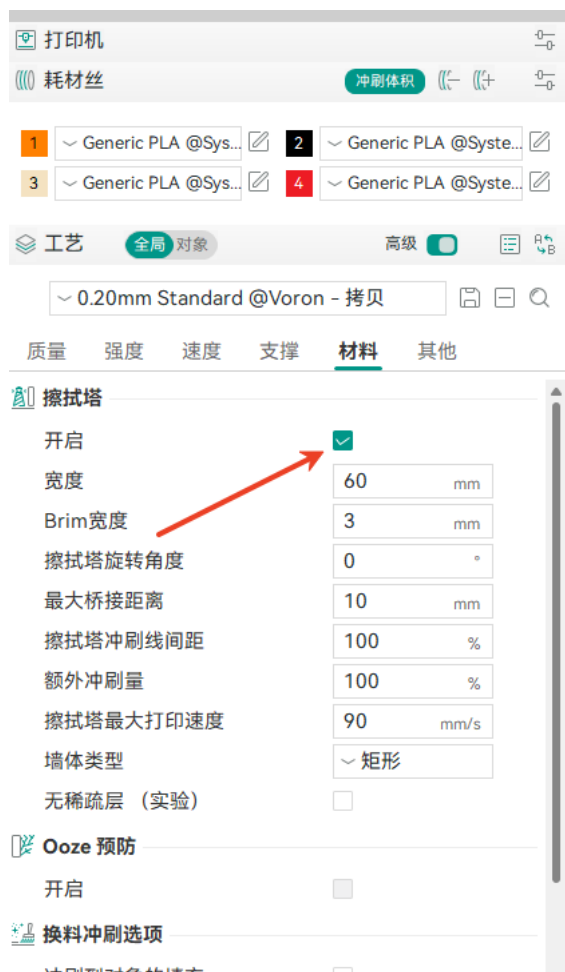 打印机
耗材丝 冲刷体积
1 Generic PLA @Sys... 2 Generic PLA @Syste...
3 Generic PLA @Sys... 4 Generic PLA @Syste...
工艺 全局 对象 高级
0.20mm Standard @Voron - 拷贝
质量 强度 速度 支撑 材料 其他
擦拭塔
开启
宽度 60 mm
Brim宽度 3 mm
擦拭塔旋转角度 0 °
最大桥接距离 10 mm
擦拭塔冲刷线间距 100 %
额外冲刷量 100 %
擦拭塔最大打印速度 90 mm/s
墙体类型 矩形
无稀疏层 （实验）
Ooze 预防
开启
换料冲刷选项